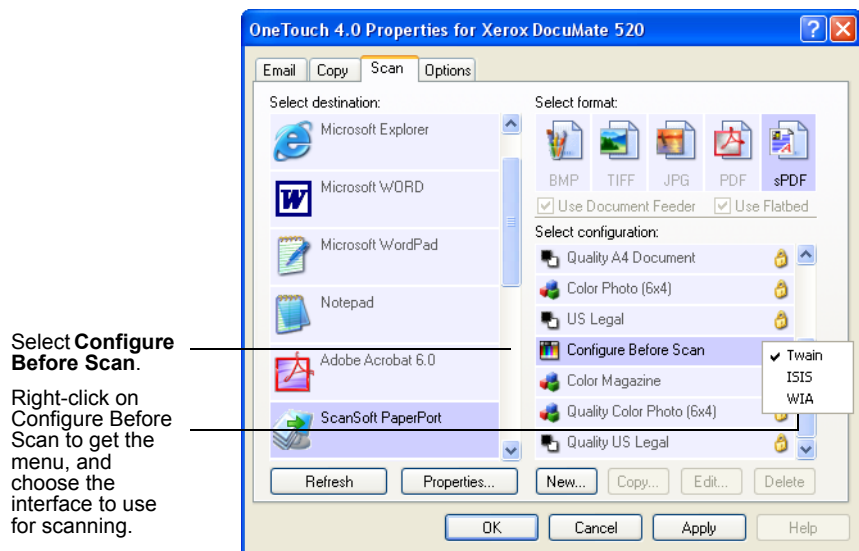 OneTouch 4.0 Properties for Xerox DocuMate 520
Email Copy Scan Options
Select destination:
Microsoft Explorer
Microsoft WORD
Microsoft WordPad
Notepad
Adobe Acrobat 6.0
ScanSoft PaperPort
Refresh Properties...
Select format:
BMP TIFF JPG PDF sPDF
Use Document Feeder Use Flatbed
Select configuration:
Quality A4 Document
Color Photo (6x4)
US Legal
Configure Before Scan
Color Magazine
Quality Color Photo (6x4)
Quality US Legal
Twain
ISIS
WIA
New... Copy... Edit... Delete
OK Cancel Apply Help
Select Configure
Before Scan.
Right-click on
Configure Before
Scan to get the
menu, and
choose the
interface to use
for scanning.